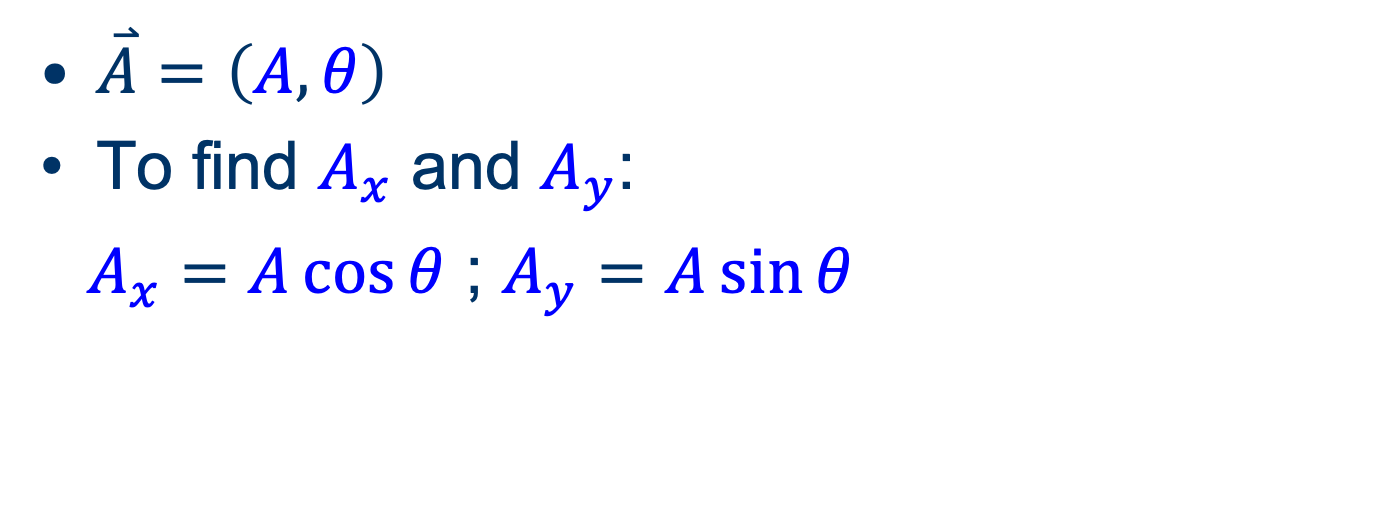 • A⃗ = (A, θ)
• To find Aₓ and Aᵧ:
Aₓ = A cos θ ; Aᵧ = A sin θ